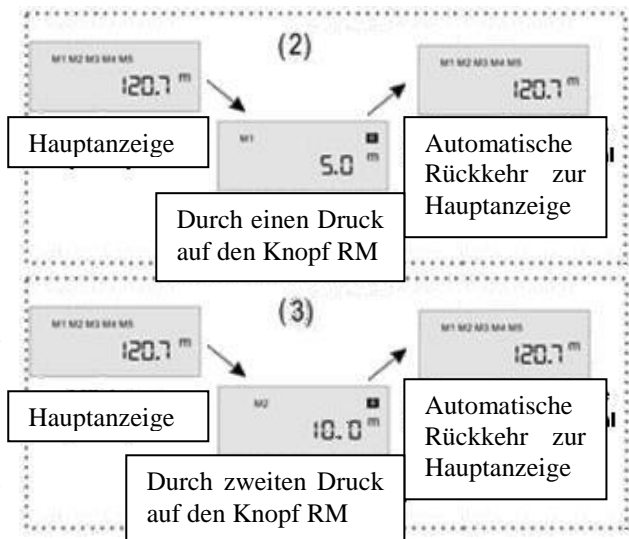 (2)
M1 M2 M3 M4 M5
120.7 m
Hauptanzeige
M1
5.0 m
Durch einen Druck
auf den Knopf RM
M1 M2 M3 M4 M5
120.7 m
Automatische
Rückkehr zur
Hauptanzeige
(3)
M1 M2 M3 M4 M5
120.7 m
Hauptanzeige
M2
10.0 m
Durch zweiten Druck
auf den Knopf RM
M1 M2 M3 M4 M5
120.7 m
Automatische
Rückkehr zur
Hauptanzeige